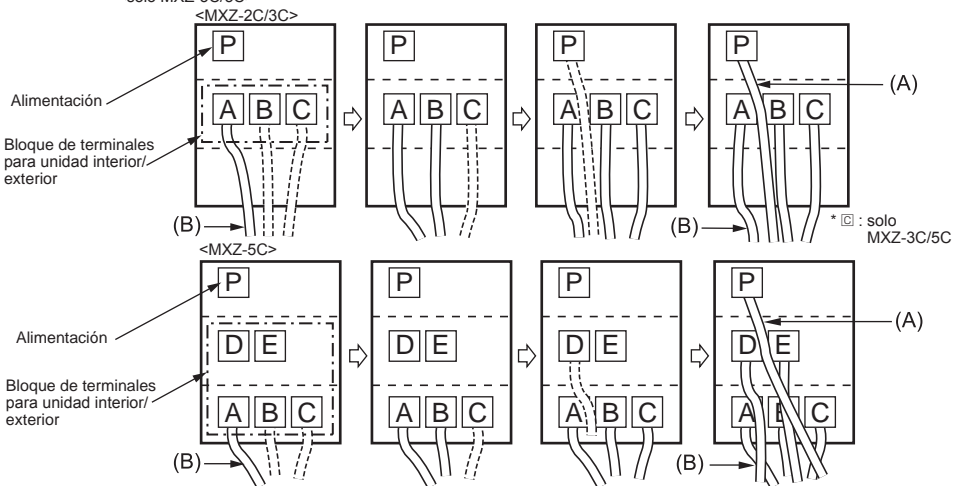 <MXZ-2C/3C>
P P P P
(A)
Alimentación
A B C A B C A B C A B C
Bloque de terminales
para unidad interior/
exterior
(B) (B)
* C : solo
MXZ-3C/5C
<MXZ-5C>
P P P P
(A)
Alimentación
D E D E D E D E
Bloque de terminales
para unidad interior/
exterior
A B C A B C A B C A B C
(B) (B)